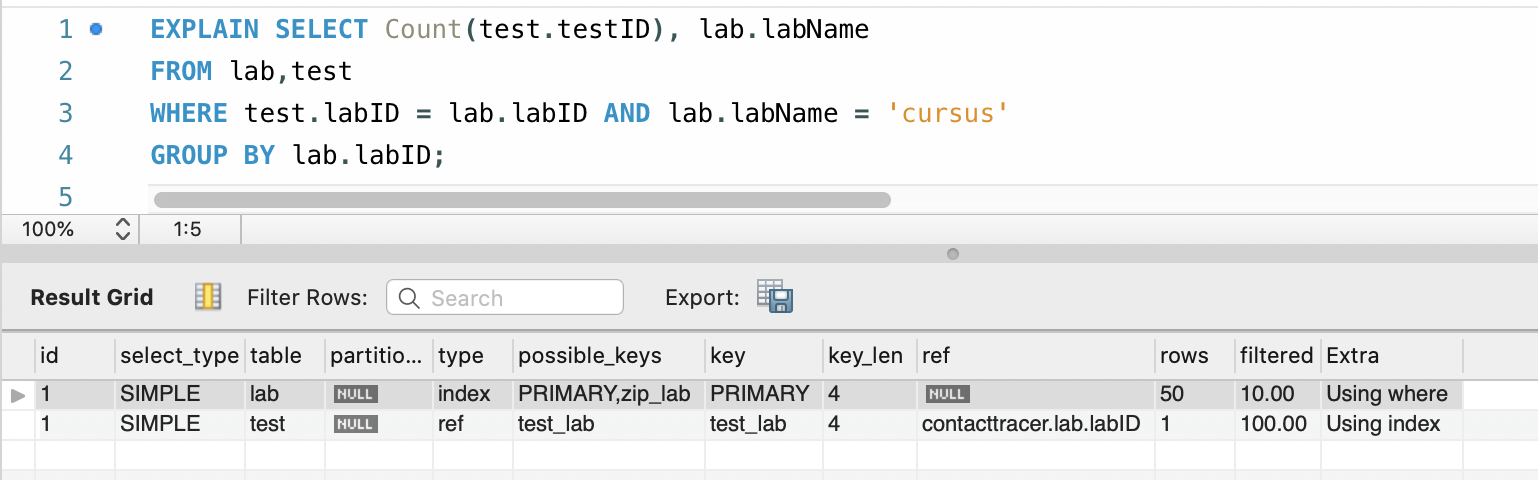 1 EXPLAIN SELECT Count(test.testID), lab.labName
2 FROM lab,test
3 WHERE test.labID = lab.labID AND lab.labName = 'cursus'
4 GROUP BY lab.labID;
5
100% 1:5
Result Grid Filter Rows: Search Export:
id select_type table partitio... type possible_keys key key_len ref rows filtered Extra
1 SIMPLE lab NULL index PRIMARY,zip_lab PRIMARY 4 NULL 50 10.00 Using where
1 SIMPLE test NULL ref test_lab test_lab 4 contacttracer.lab.labID 1 100.00 Using index